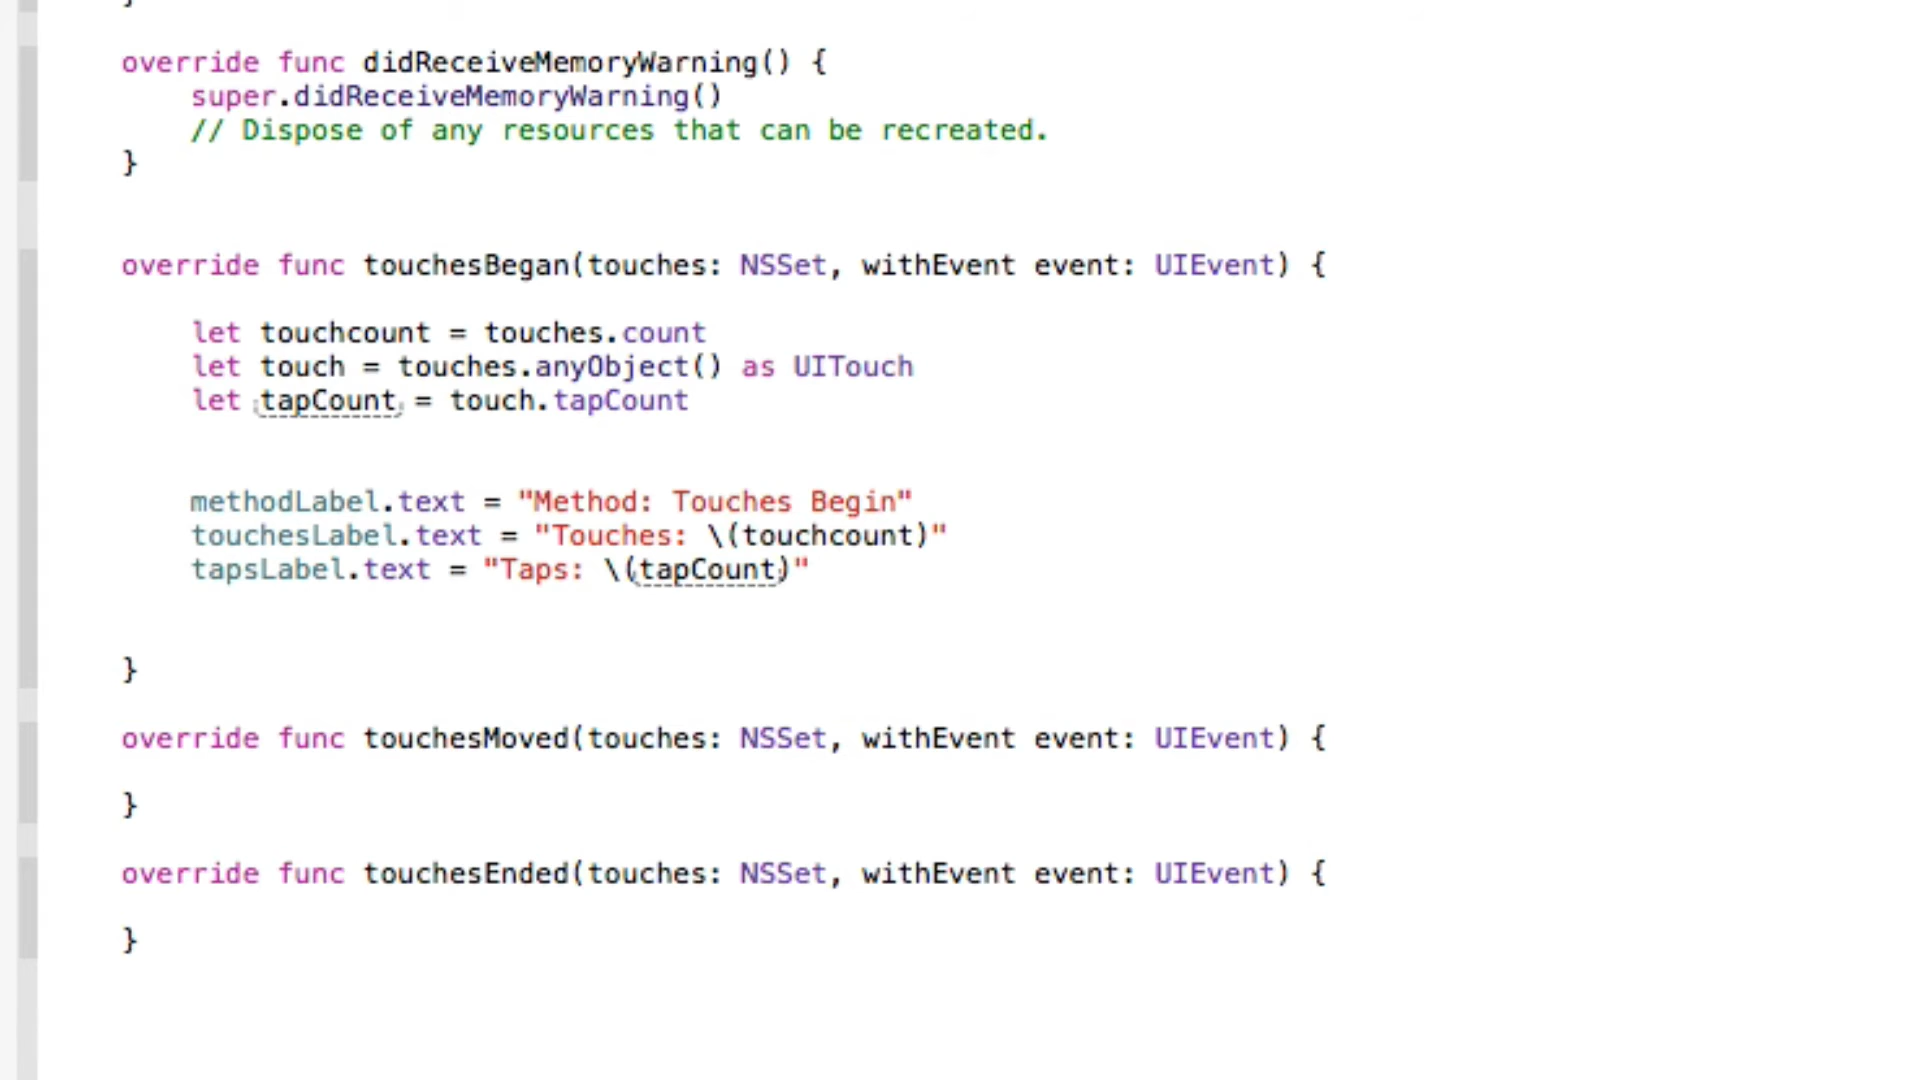 }
override func didReceiveMemoryWarning() {
super.didReceiveMemoryWarning()
// Dispose of any resources that can be recreated.
}
override func touchesBegan(touches: NSSet, withEvent event: UIEvent) {
let touchcount = touches.count
let touch = touches.anyObject() as UITouch
let tapCount = touch.tapCount
methodLabel.text = "Method: Touches Begin"
touchesLabel.text = "Touches: \(touchcount)"
tapsLabel.text = "Taps: \(tapCount)"
}
override func touchesMoved(touches: NSSet, withEvent event: UIEvent) {
}
override func touchesEnded(touches: NSSet, withEvent event: UIEvent) {
}